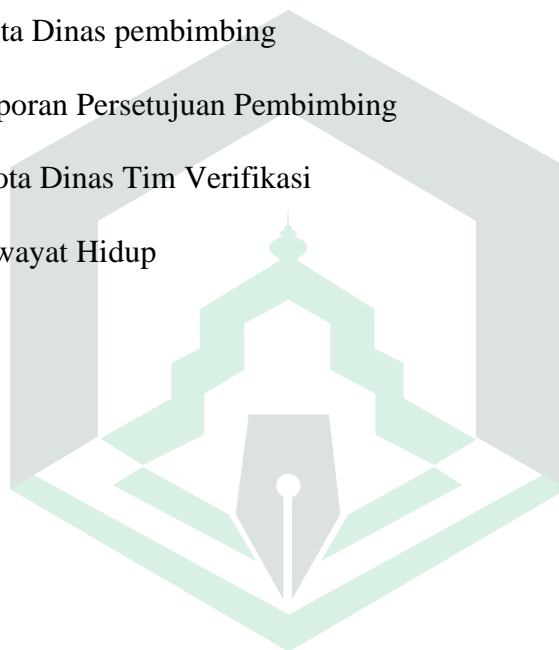 ta Dinas pembimbing
poran Persetujuan Pembimbing
ota Dinas Tim Verifikasi
wayat Hidup